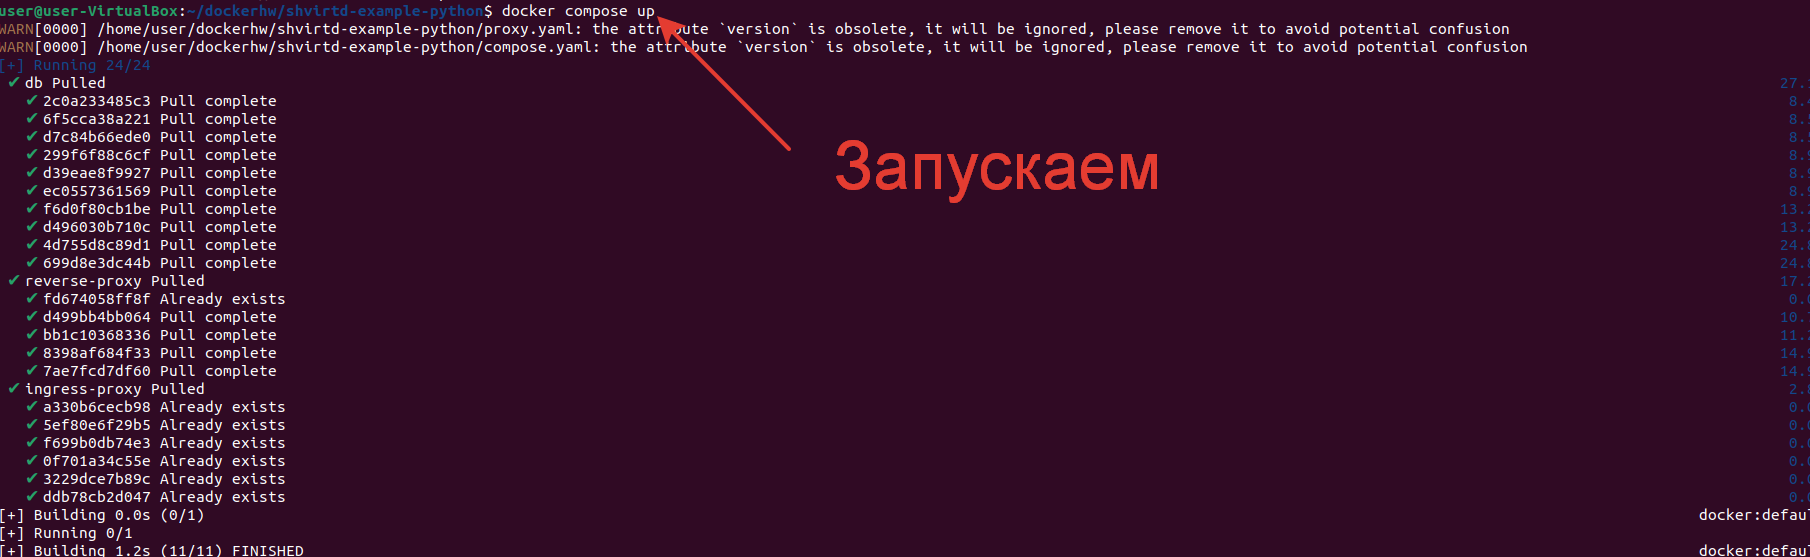 user@user-VirtualBox:~/dockerhw/shvirtd-example-python$ docker compose up
WARN[0000] /home/user/dockerhw/shvirtd-example-python/proxy.yaml: the attribute `version` is obsolete, it will be ignored, please remove it to avoid potential confusion
WARN[0000] /home/user/dockerhw/shvirtd-example-python/compose.yaml: the attribute `version` is obsolete, it will be ignored, please remove it to avoid potential confusion
[+] Running 24/24
✔ db Pulled 27.
✔ 2c0a233485c3 Pull complete 8.
✔ 6f5cca38a221 Pull complete 8.
✔ d7c84b66ede0 Pull complete 8.
✔ 299f6f88c6cf Pull complete 8.
✔ d39eae8f9927 Pull complete 8.
✔ ec0557361569 Pull complete 8.
✔ f6d0f80cb1be Pull complete 13.
✔ d496030b710c Pull complete 13.
✔ 4d755d8c89d1 Pull complete 24.
✔ 699d8e3dc44b Pull complete 24.
✔ reverse-proxy Pulled 17.
✔ fd674058ff8f Already exists 0.
✔ d499bb4bb064 Pull complete 10.
✔ bb1c10368336 Pull complete 11.
✔ 8398af684f33 Pull complete 14.
✔ 7ae7fcd7df60 Pull complete 14.
✔ ingress-proxy Pulled 2.
✔ a330b6cecb98 Already exists 0.
✔ 5ef80e6f29b5 Already exists 0.
✔ f699b0db74e3 Already exists 0.
✔ 0f701a34c55e Already exists 0.
✔ 3229dce7b89c Already exists 0.
✔ ddb78cb2d047 Already exists 0.
[+] Building 0.0s (0/1) docker:defau
[+] Running 0/1
[+] Building 1.2s (11/11) FINISHED docker:defau
Запускаем